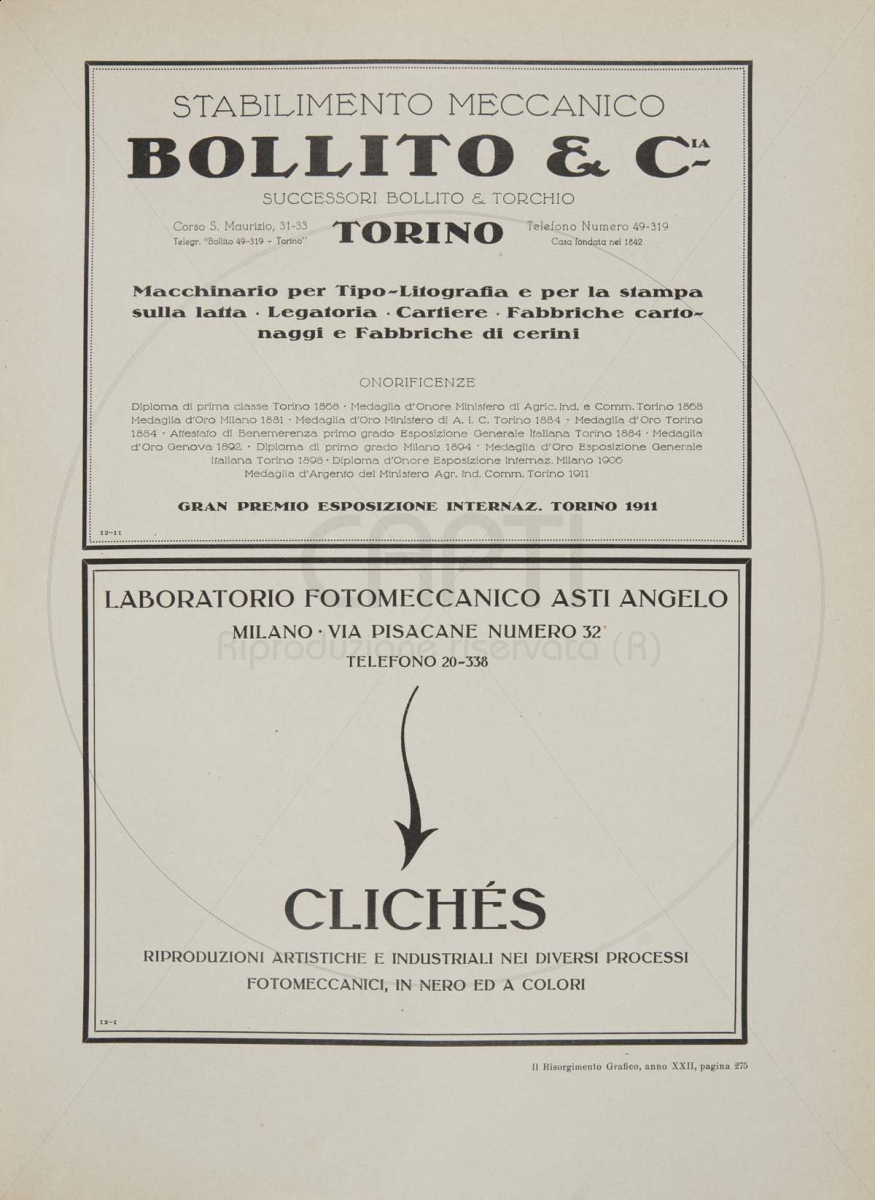 STABILIMENTO MECCANICO
BOLLITO & C.IA
SUCCESSORI BOLLITO & TORCHIO
Corso S. Maurizio, 31-33
Telegr. "Bollito 49-319 - Torino"
TORINO
Telefono Numero 49-319
Casa fondata nel 1842
Macchinario per Tipo-Litografia e per la stampa
sulla latta · Legatoria · Cartiere · Fabbriche carto-
naggi e Fabbriche di cerini
ONORIFICENZE
Diploma di prima classe Torino 1868 · Medaglia d'Onore Ministero di Agric. Ind. e Comm. Torino 1868
Medaglia d'Oro Milano 1881 · Medaglia d'Oro Ministero di A. I. C. Torino 1884 · Medaglia d'Oro Torino
1884 · Attestato di Benemerenza primo grado Esposizione Generale Italiana Torino 1884 · Medaglia
d'Oro Genova 1892 · Diploma di primo grado Milano 1894 · Medaglia d'Oro Esposizione Generale
Italiana Torino 1898 · Diploma d'Onore Esposizione Internaz. Milano 1906
Medaglia d'Argento del Ministero Agr. Ind. Comm. Torino 1911
GRAN PREMIO ESPOSIZIONE INTERNAZ. TORINO 1911
12-11
CAPTI
LABORATORIO FOTOMECCANICO ASTI ANGELO
MILANO · VIA PISACANE NUMERO 32
Riproduzione riservata (R)
TELEFONO 20-338
CLICHÉS
RIPRODUZIONI ARTISTICHE E INDUSTRIALI NEI DIVERSI PROCESSI
FOTOMECCANICI, IN NERO ED A COLORI
12-1
Il Risorgimento Grafico, anno XXII, pagina 275